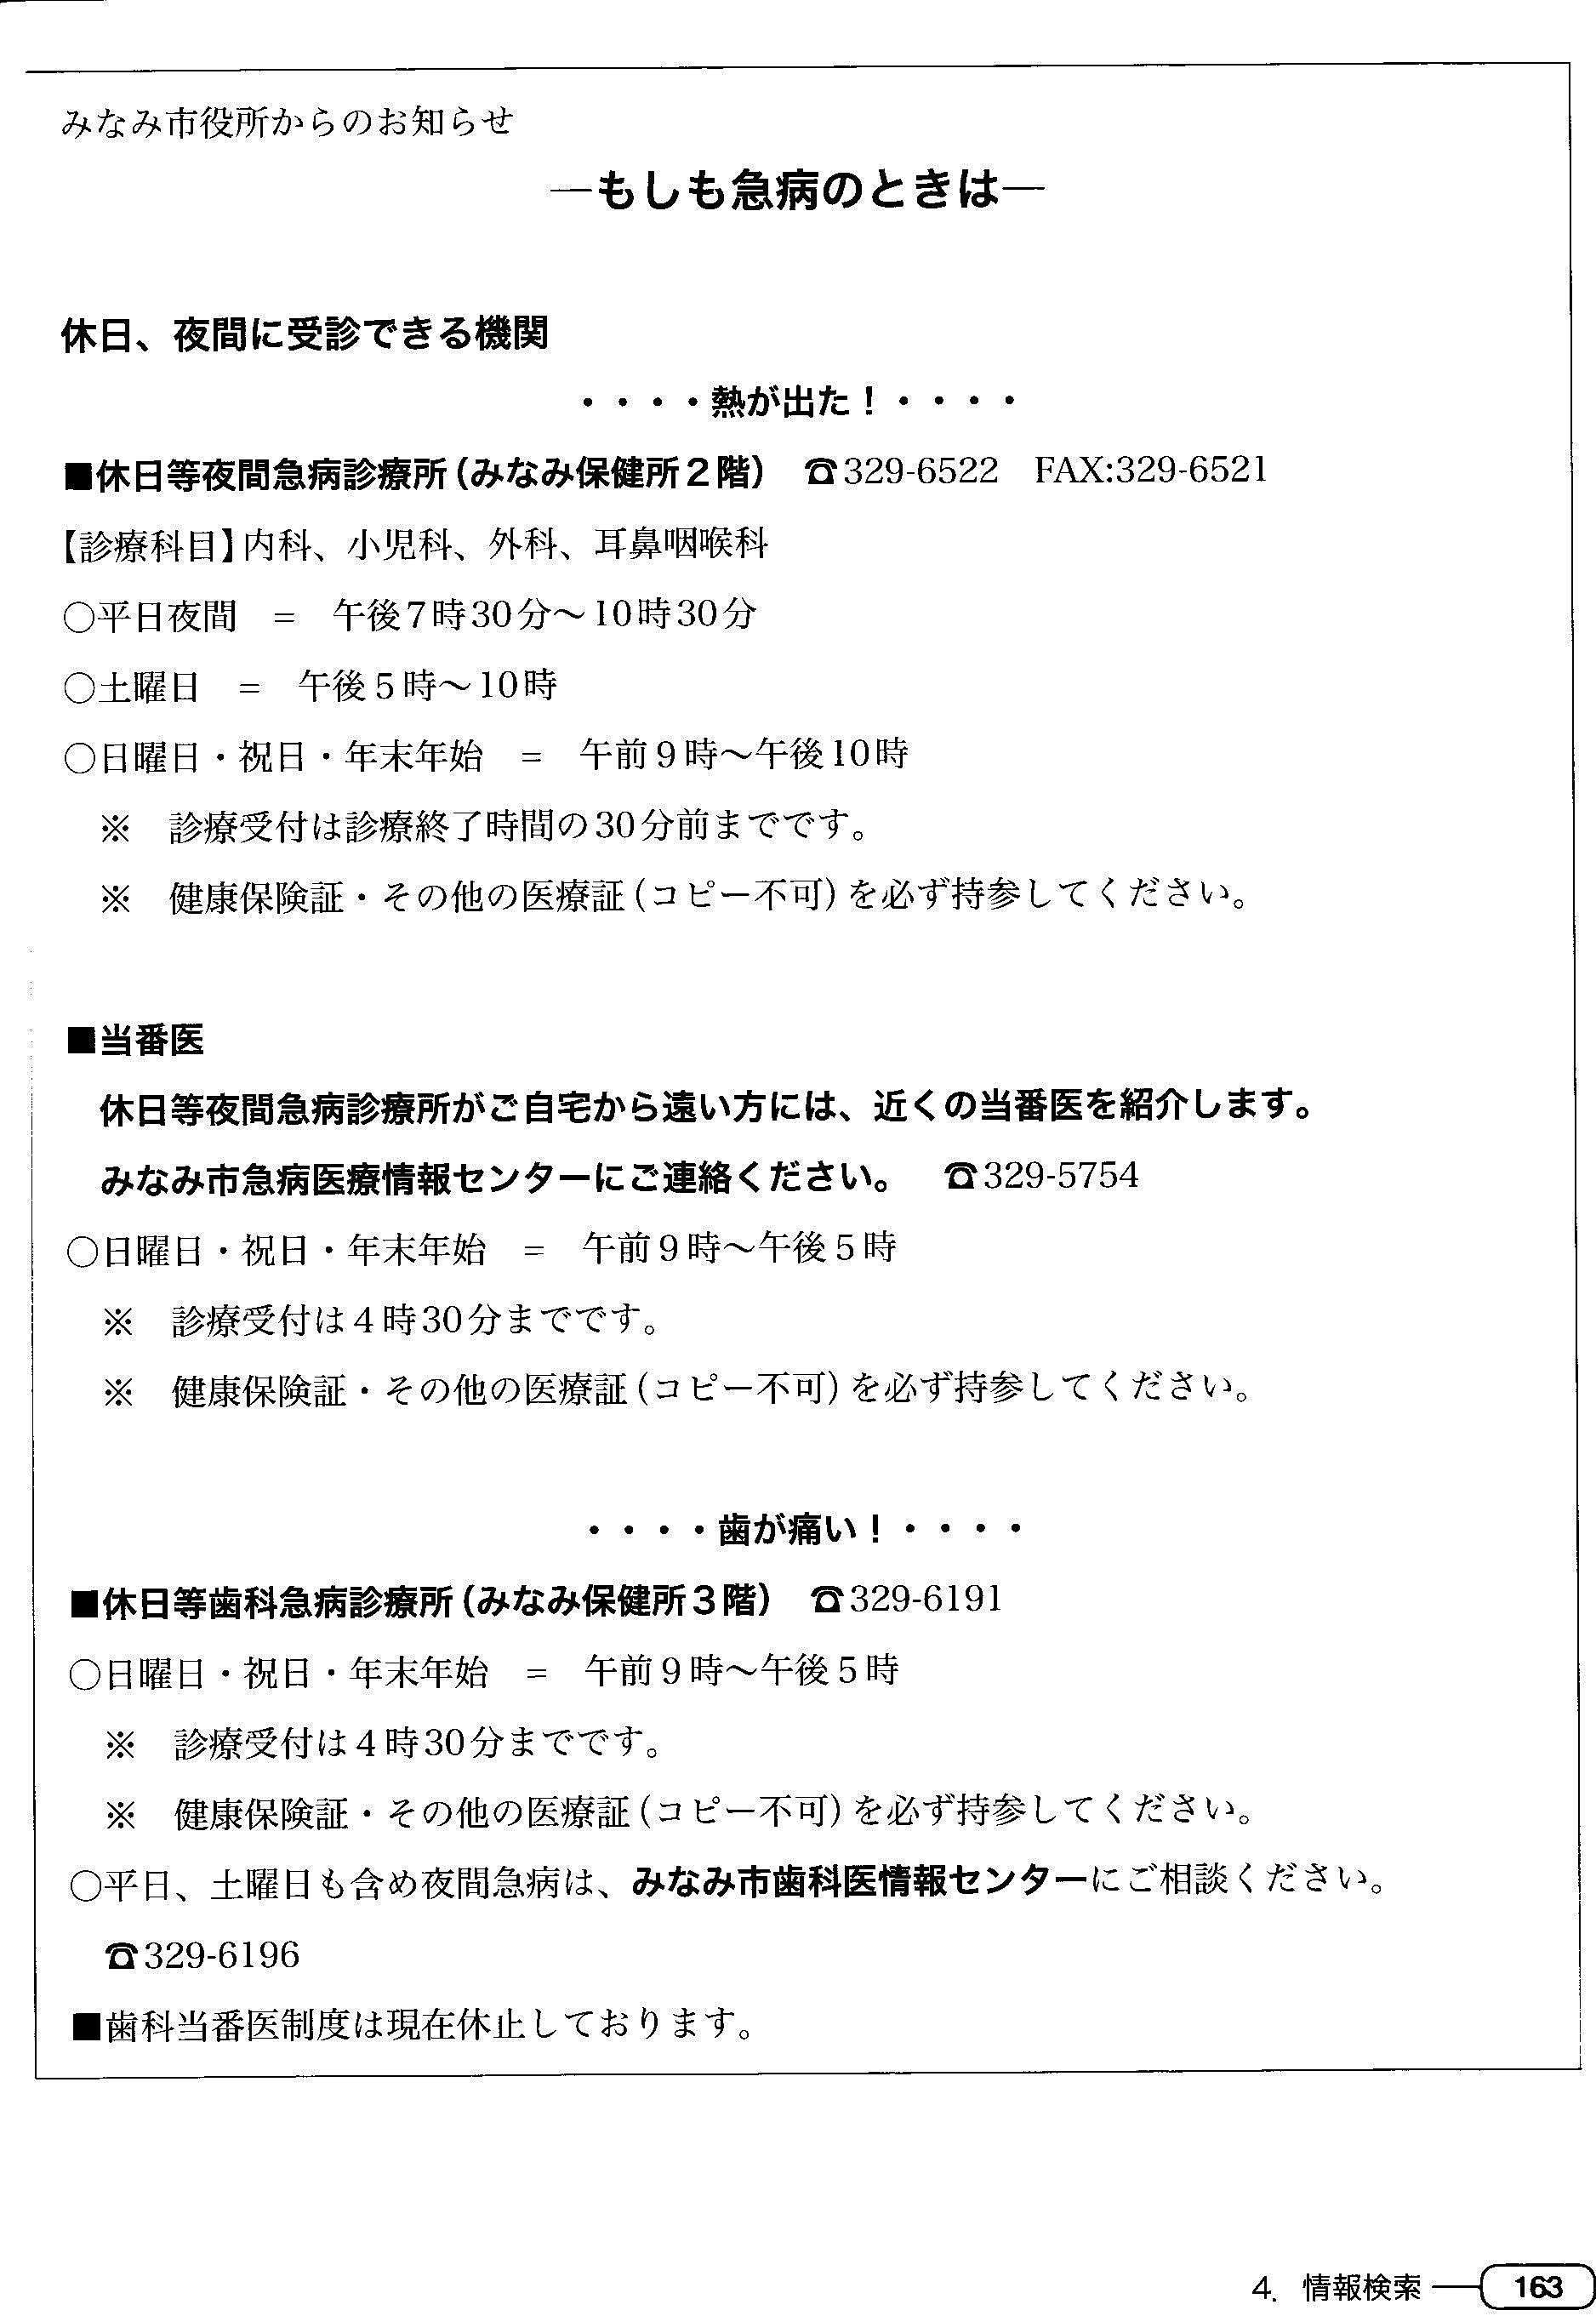 みなみ市役所からのお知らせ
―もしも急病のときは―
休日、夜間に受診できる機関
・・・・熱が出た！・・・・
■休日等夜間急病診療所（みなみ保健所２階）　☎329-6522　FAX:329-6521
【診療科目】内科、小児科、外科、耳鼻咽喉科
○平日夜間　＝　午後7時30分～10時30分
○土曜日　＝　午後5時～10時
○日曜日・祝日・年末年始　＝　午前9時～午後10時
※　診療受付は診療終了時間の30分前までです。
※　健康保険証・その他の医療証（コピー不可）を必ず持参してください。
■当番医
休日等夜間急病診療所がご自宅から遠い方には、近くの当番医を紹介します。
みなみ市急病医療情報センターにご連絡ください。　☎329-5754
○日曜日・祝日・年末年始　＝　午前9時～午後5時
※　診療受付は4時30分までです。
※　健康保険証・その他の医療証（コピー不可）を必ず持参してください。
・・・・歯が痛い！・・・・
■休日等歯科急病診療所（みなみ保健所３階）　☎329-6191
○日曜日・祝日・年末年始　＝　午前9時～午後5時
※　診療受付は4時30分までです。
※　健康保険証・その他の医療証（コピー不可）を必ず持参してください。
○平日、土曜日も含め夜間急病は、みなみ市歯科医情報センターにご相談ください。
☎329-6196
■歯科当番医制度は現在休止しております。
4．情報検索　163